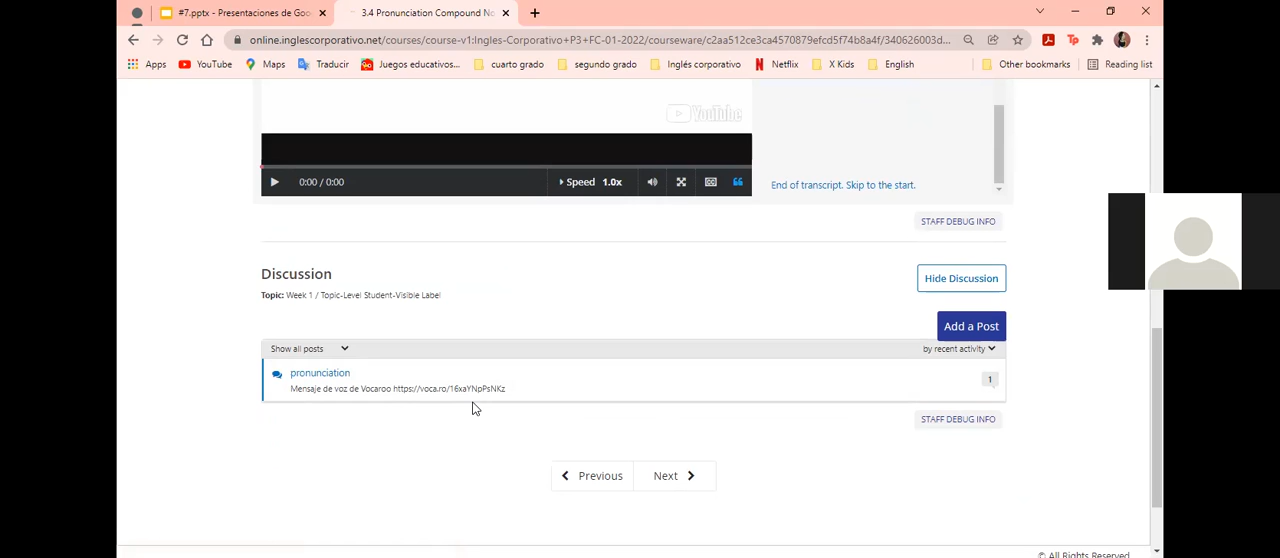 #7.pptx - Presentaciones de Goo
3.4 Pronunciation Compound No
online.inglescorporativo.net/courses/course-v1:Ingles-Corporativo+P3+FC-01-2022/courseware/c2aa512ce3ca4570879efcd5f74b8a4f/340626003d...
Apps YouTube Maps Traducir Juegos educativos... cuarto grado segundo grado Inglés corporativo Netflix X Kids English Other bookmarks Reading list
YouTube
0:00 / 0:00 Speed 1.0x
End of transcript. Skip to the start.
STAFF DEBUG INFO
Discussion
Hide Discussion
Topic: Week 1 / Topic-Level Student-Visible Label
Add a Post
Show all posts by recent activity
pronunciation
Mensaje de voz de Vocaroo https://voca.ro/16xaYNpPsNKz
1
STAFF DEBUG INFO
Previous Next
© All Rights Reserved